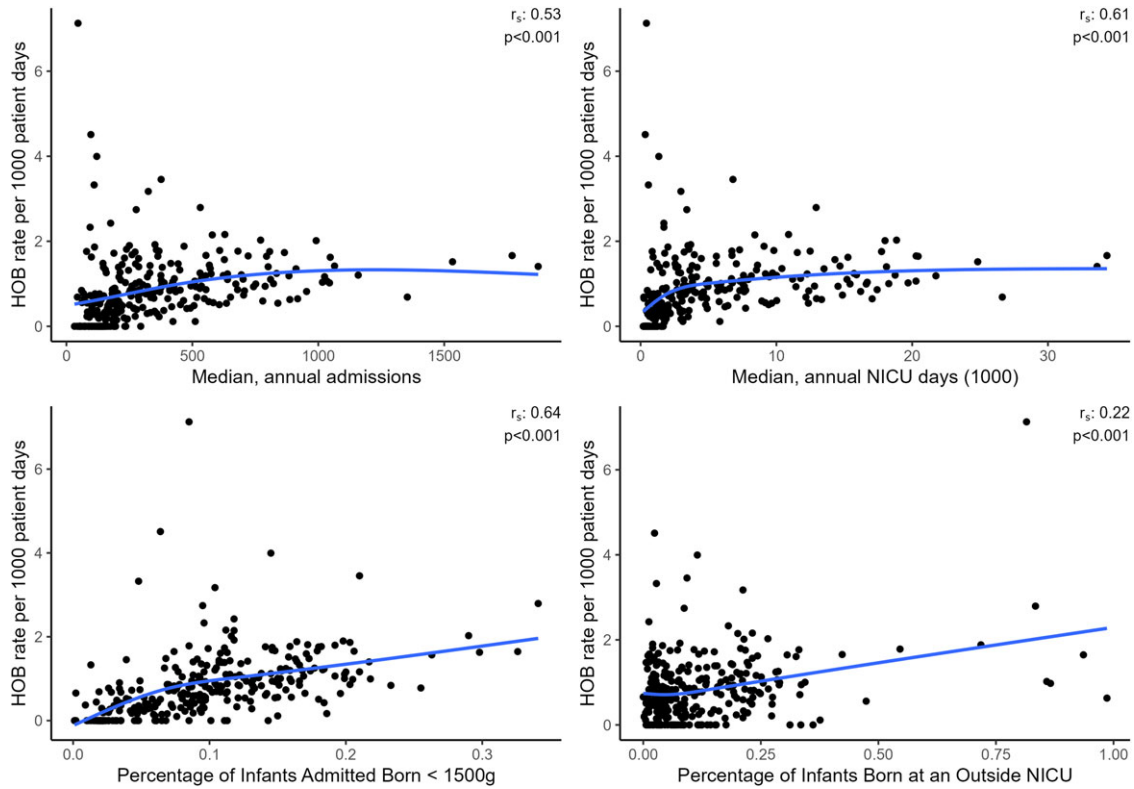 r_s: 0.53
p<0.001
HOB rate per 1000 patient days
6
4
2
0
0 500 1000 1500
Median, annual admissions
r_s: 0.61
p<0.001
HOB rate per 1000 patient days
6
4
2
0
0 10 20 30
Median, annual NICU days (1000)
r_s: 0.64
p<0.001
HOB rate per 1000 patient days
6
4
2
0
0.0 0.1 0.2 0.3
Percentage of Infants Admitted Born < 1500g
r_s: 0.22
p<0.001
HOB rate per 1000 patient days
6
4
2
0
0.00 0.25 0.50 0.75 1.00
Percentage of Infants Born at an Outside NICU